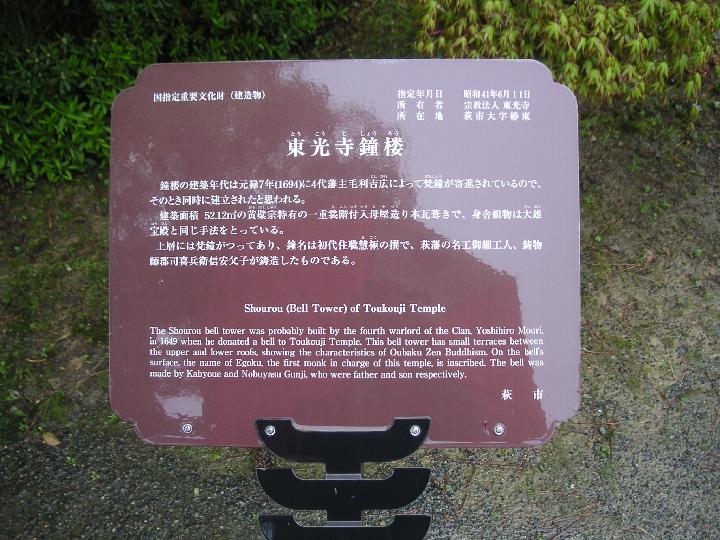 国指定重要文化財（建造物）
指定年月日　昭和41年6月11日
所有者　宗教法人 東光寺
所在地　萩市大字椿東
とう こう じ しょう ろう
東光寺鐘楼
鐘楼の建築年代は元禄7年(1694)に4代藩主毛利吉広によって梵鐘が寄進されているので、
そのとき同時に建立されたと思われる。
建築面積 52.12㎡の黄檗宗特有の一重裳階付入母屋造り本瓦葺きで、身舎組物は大雄
宝殿と同じ手法をとっている。
上層には梵鐘がつってあり、鐘名は初代住職慧極の撰で、萩藩の名工御細工人、鋳物
師郡司喜兵衛信安父子が鋳造したものである。
Shourou (Bell Tower) of Toukouji Temple
The Shourou bell tower was probably built by the fourth warlord of the Clan, Yoshihiro Mouri,
in 1649 when he donated a bell to Toukouji Temple. This bell tower has small terraces between
the upper and lower roofs, showing the characteristics of Oubaku Zen Buddhism. On the bell's
surface, the name of Egoku, the first monk in charge of this temple, is inscribed. The bell was
made by Kahyoue and Nobuyasu Gunji, who were father and son respectively.
萩　市